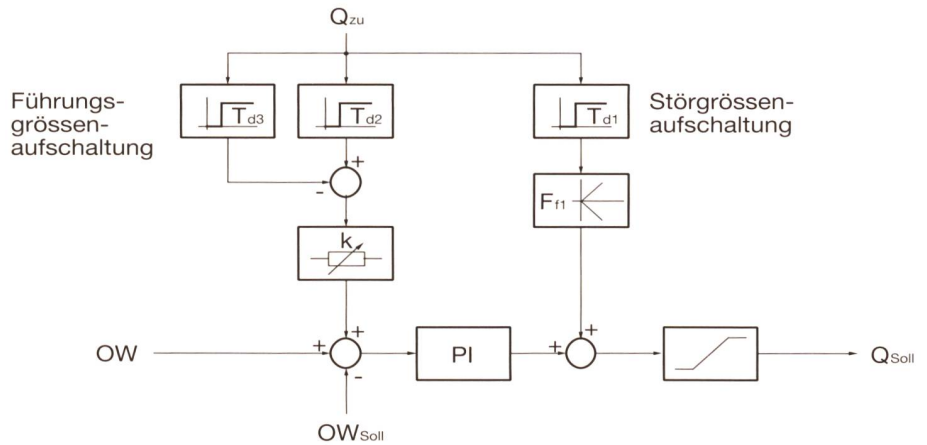 Qzu
Führungs-
grössen-
aufschaltung
Td3
Td2
Td1
Störgrössen-
aufschaltung
+
-
Ff1
k
+
+
OW
+
PI
+
-
QSoll
OWSoll